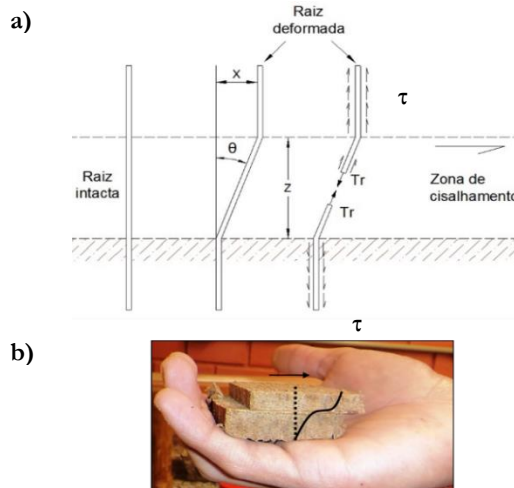 a)
Raiz
deformada
x
τ
θ
Raiz
intacta
z
Tr
Tr
Zona de
cisalhamento
τ
b)